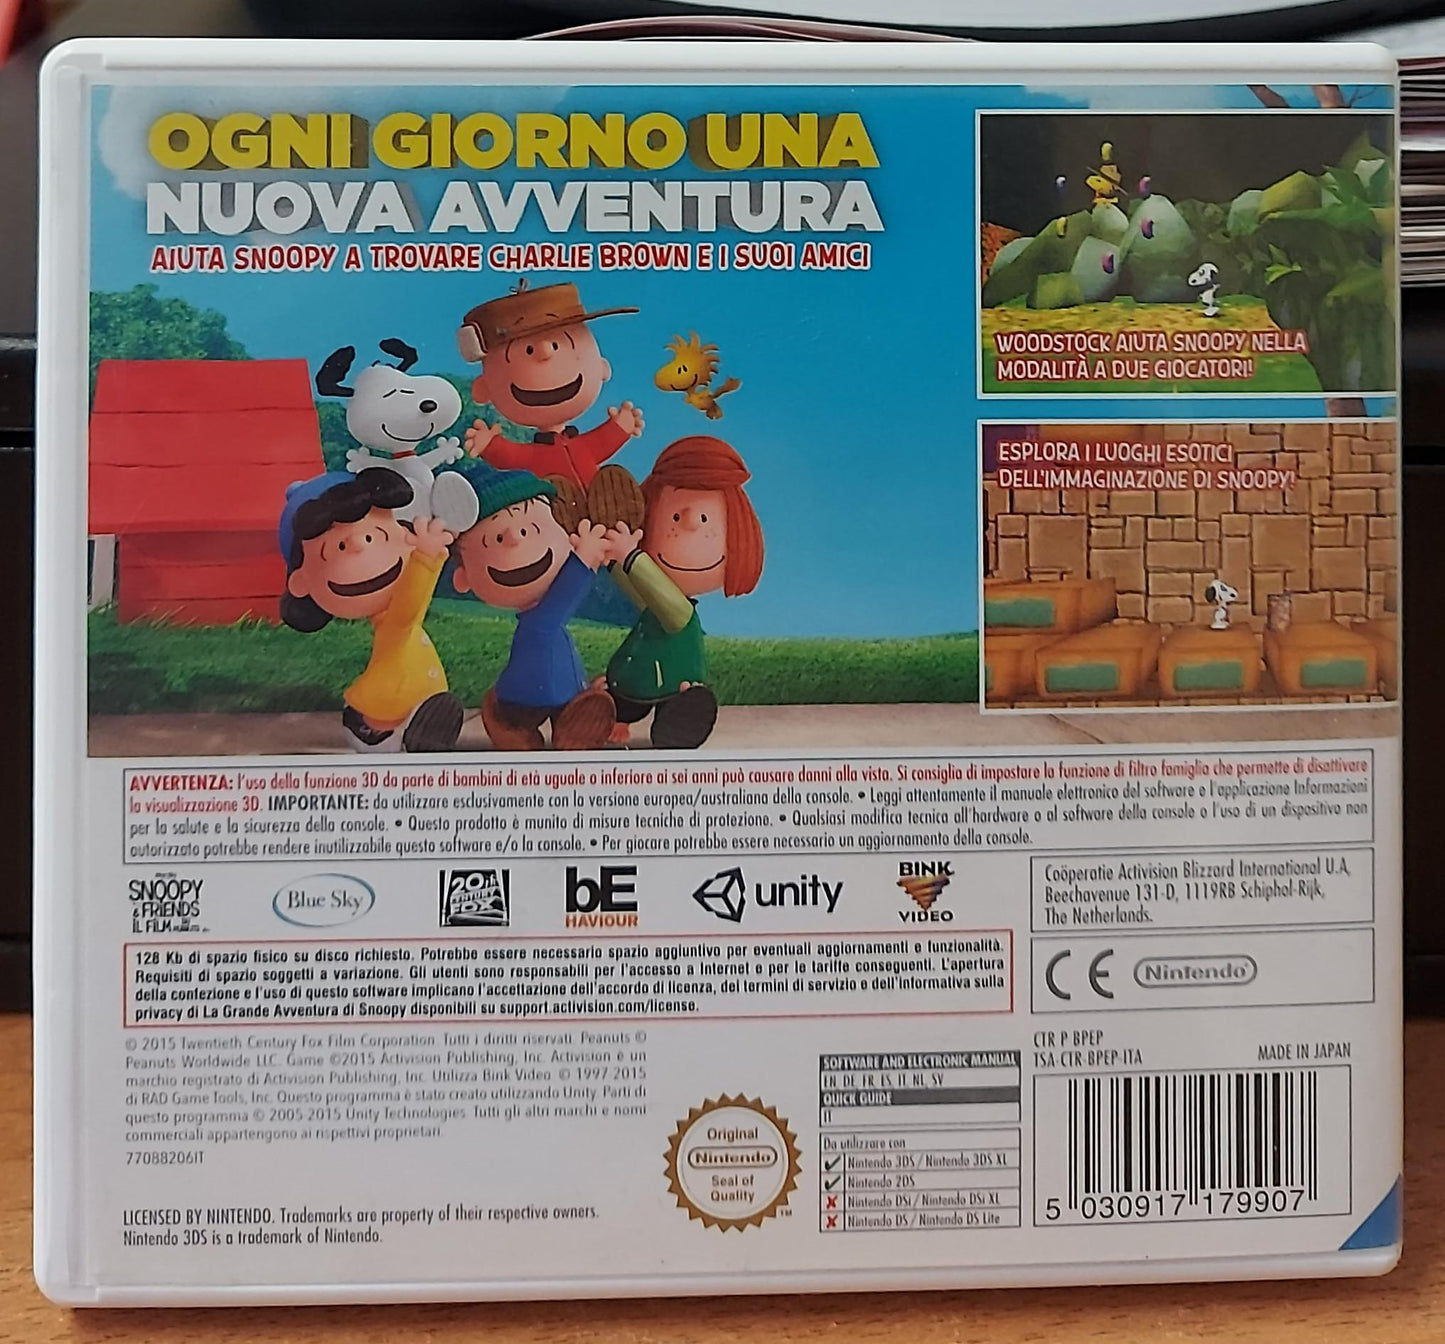 OGNI GIORNO UNA
NUOVA AVVENTURA
AIUTA SNOOPY A TROVARE CHARLIE BROWN E I SUOI AMICI
WOODSTOCK AIUTA SNOOPY NELLA
MODALITÀ A DUE GIOCATORI!
ESPLORA I LUOGHI ESOTICI
DELL'IMMAGINAZIONE DI SNOOPY!
AVVERTENZA: l'uso della funzione 3D da parte di bambini di età uguale o inferiore ai sei anni può causare danni alla vista. Si consiglia di impostare la funzione di filtro famiglia che permette di disattivare
la visualizzazione 3D. IMPORTANTE: da utilizzare esclusivamente con la versione europea/australiana della console. • Leggi attentamente il manuale elettronico del software e l'applicazione Informazioni
per la salute e la sicurezza della console. • Questo prodotto è munito di misure tecniche di protezione. • Qualsiasi modifica tecnica all'hardware o al software della console o l'uso di un dispositivo non
autorizzato potrebbe rendere inutilizzabile questo software e/o la console. • Per giocare potrebbe essere necessario un aggiornamento della console.
SNOOPY
& FRIENDS
IL FILM
Blue Sky
20th
CENTURY
FOX
bE
HAVIOUR
unity
BINK
VIDEO
Coöperatie Activision Blizzard International U.A,
Beechavenue 131-D, 1119RB Schiphol-Rijk,
The Netherlands.
128 Kb di spazio fisico su disco richiesto. Potrebbe essere necessario spazio aggiuntivo per eventuali aggiornamenti e funzionalità.
Requisiti di spazio soggetti a variazione. Gli utenti sono responsabili per l'accesso a Internet e per le tariffe conseguenti. L'apertura
della confezione e l'uso di questo software implicano l'accettazione dell'accordo di licenza, dei termini di servizio e dell'informativa sulla
privacy di La Grande Avventura di Snoopy disponibili su support.activision.com/license.
CE
Nintendo®
© 2015 Twentieth Century Fox Film Corporation. Tutti i diritti riservati. Peanuts ©
Peanuts Worldwide LLC. Game ©2015 Activision Publishing, Inc. Activision è un
marchio registrato di Activision Publishing, Inc. Utilizza Bink Video. © 1997-2015
di RAD Game Tools, Inc. Questo programma è stato creato utilizzando Unity. Parti di
questo programma © 2005-2015 Unity Technologies. Tutti gli altri marchi e nomi
commerciali appartengono ai rispettivi proprietari.
77088206IT
LICENSED BY NINTENDO. Trademarks are property of their respective owners.
Nintendo 3DS is a trademark of Nintendo.
Original
Nintendo
Seal of
Quality
TM
SOFTWARE AND ELECTRONIC MANUAL
EN DE FR ES IT NL SV
QUICK GUIDE
IT
Da utilizzare con
Nintendo 3DS / Nintendo 3DS XL
Nintendo 2DS
Nintendo DSi / Nintendo DSi XL
Nintendo DS / Nintendo DS Lite
CTR P BPEP
TSA-CTR-BPEP-ITA
MADE IN JAPAN
5 030917 179907